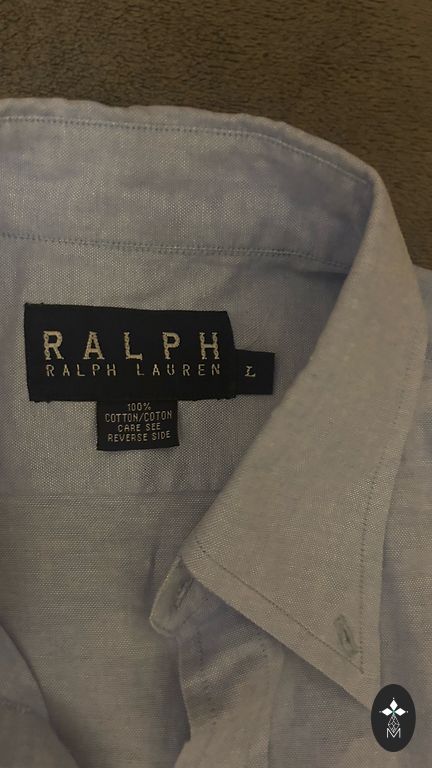 RALPH
RALPH LAUREN
L
100%
COTTON/COTON
CARE SEE
REVERSE SIDE
M